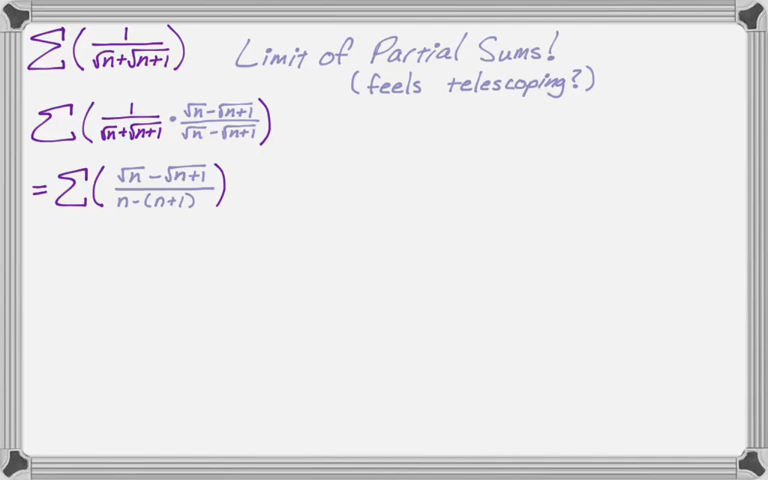 ∑(1/(√n+√n+1)) Limit of Partial Sums!
(feels telescoping?)
∑(1/(√n+√n+1) · (√n-√n+1)/(√n-√n+1))
= ∑((√n-√n+1)/(n-(n+1)))